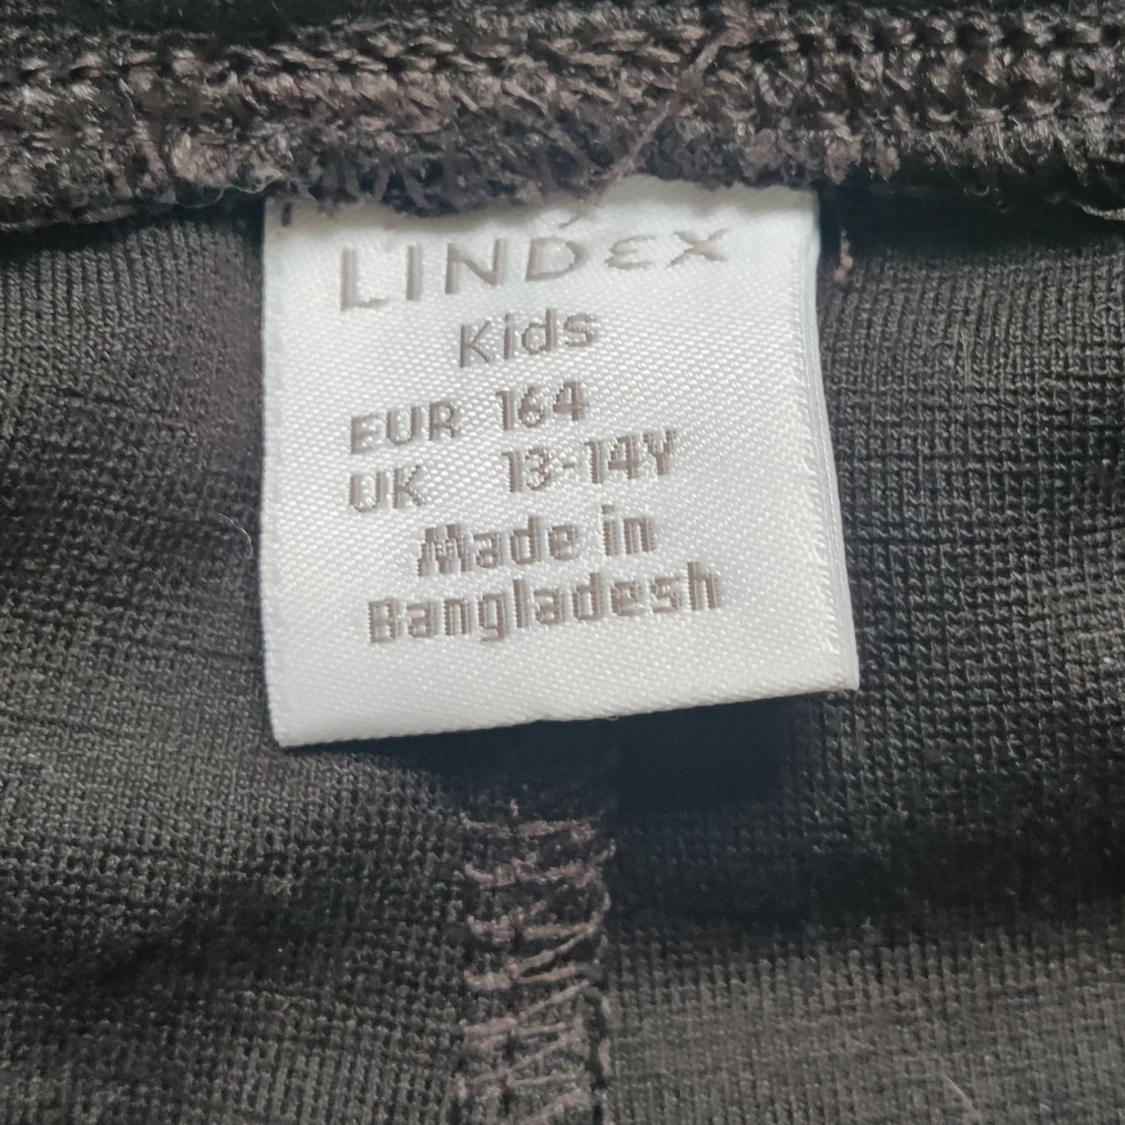 LINDEX
Kids
EUR 164
UK 13-14Y
Made in
Bangladesh